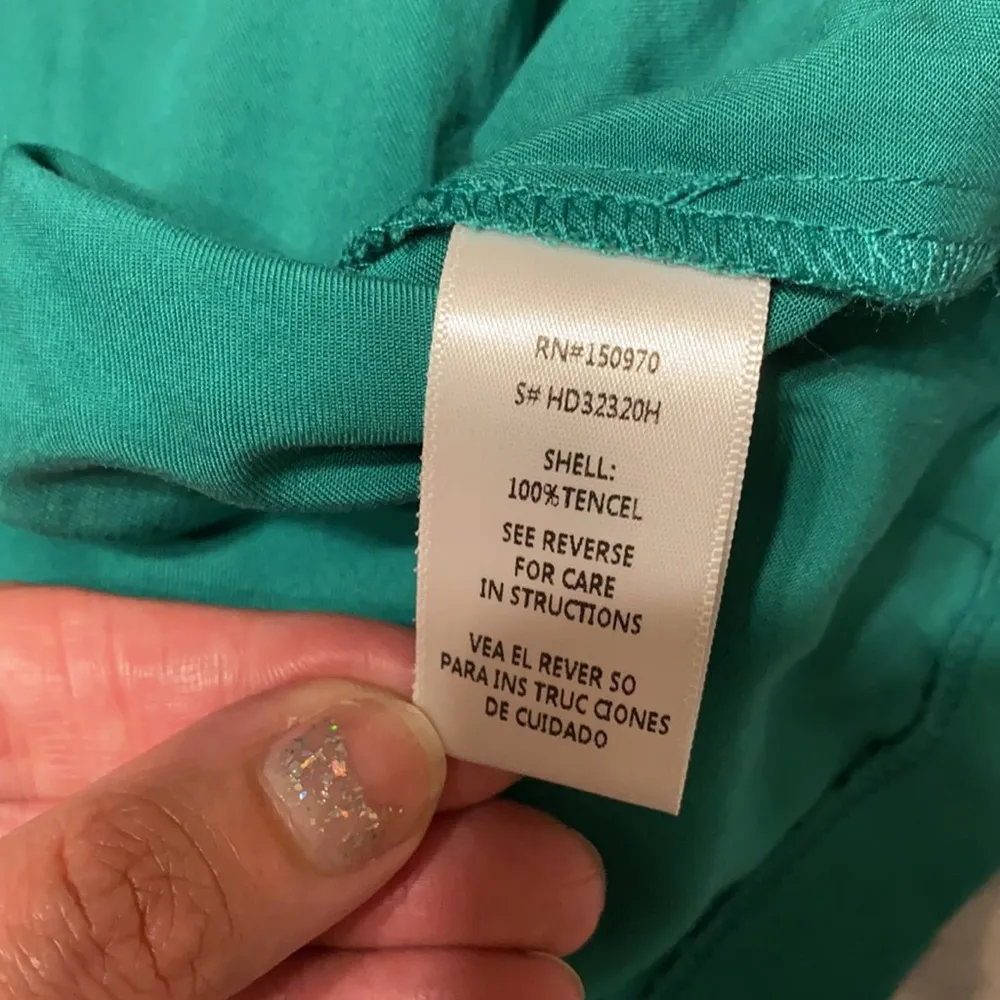 RN#150970
S# HD32320H
SHELL:
100%TENCEL
SEE REVERSE
FOR CARE
IN STRUCTIONS
VEA EL REVER SO
PARA INS TRUC CIONES
DE CUIDADO